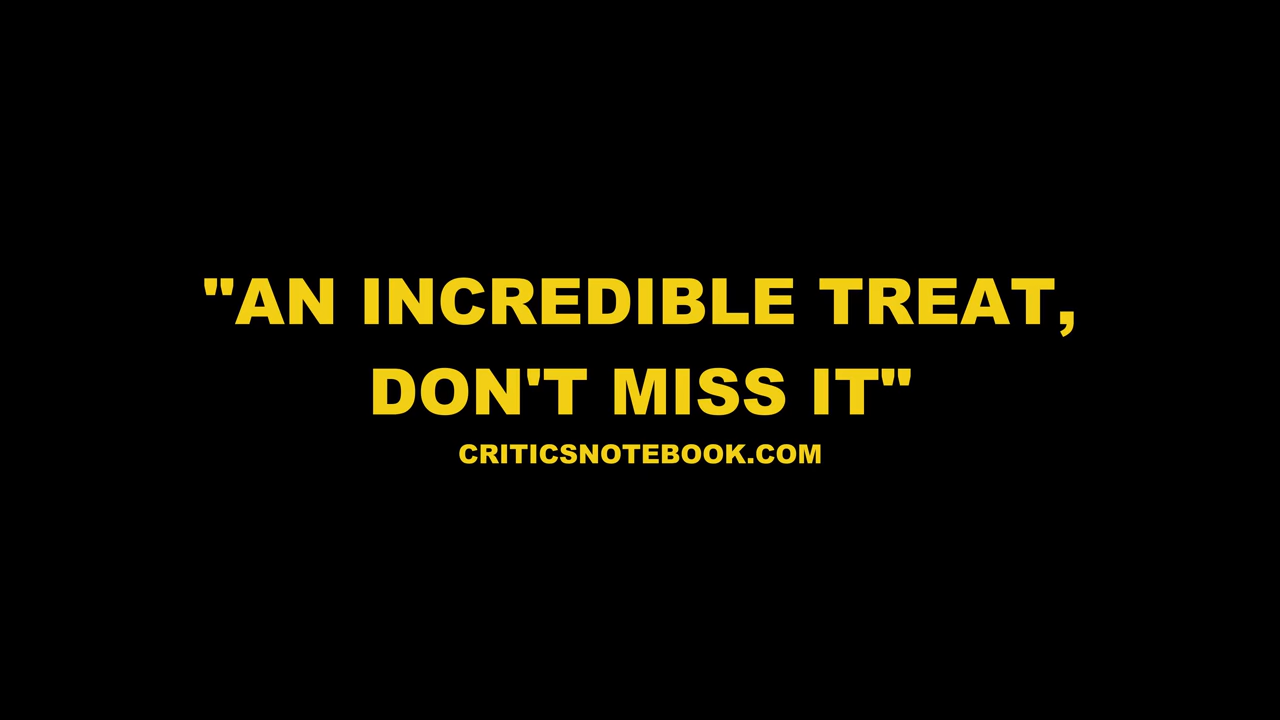 "AN INCREDIBLE TREAT,
DON'T MISS IT"
CRITICSNOTEBOOK.COM